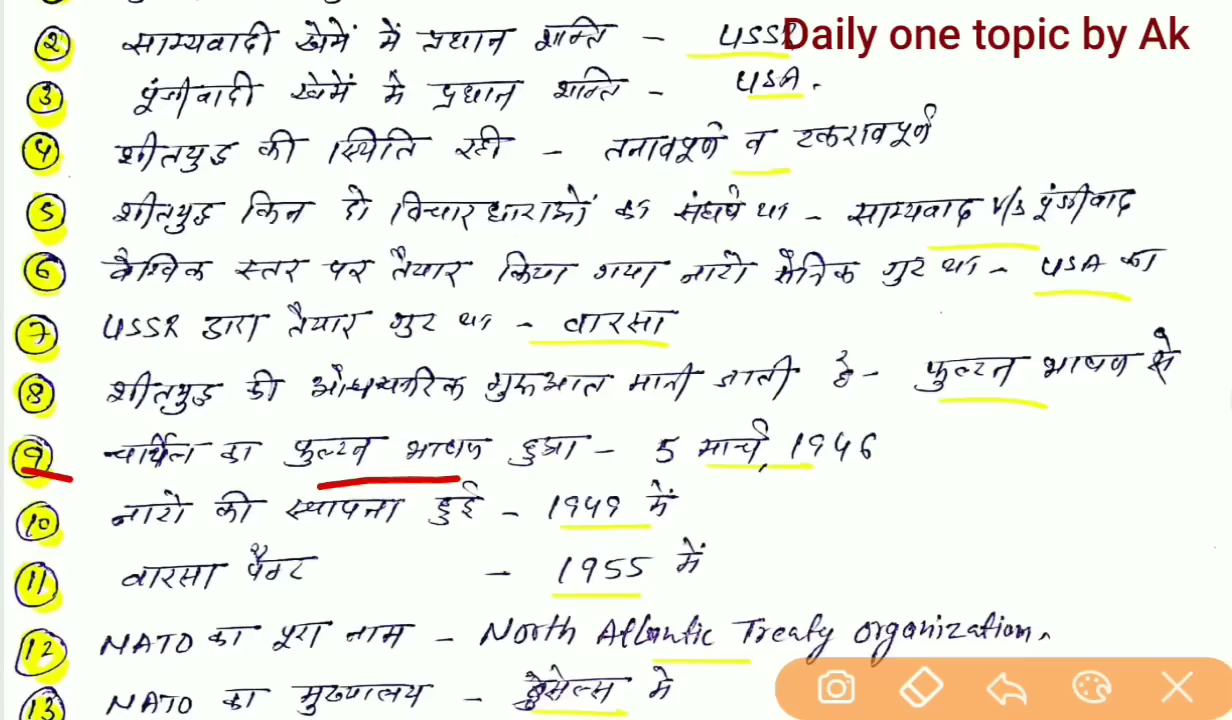 Daily one topic by Ak
② साम्यवादी खेमें में प्रधान शक्ति - USSR
③ पूंजीवादी खेमें में प्रधान शक्ति - USA.
④ शीतयुद्ध की स्थिति रही - तनावपूर्ण व टकरावपूर्ण
⑤ शीतयुद्ध किन दो विचारधाराओं का संघर्ष था - साम्यवाद v/s पूंजीवाद
⑥ वैश्विक स्तर पर तैयार किया गया नाटो सैनिक गुट था - USA का
⑦ USSR द्वारा तैयार गुट था - वारसा
⑧ शीतयुद्ध की औपचारिक शुरूआत मानी जाती है - फुल्टन भाषण से
⑨ चर्चिल का फुल्टन भाषण हुआ - 5 मार्च, 1946
⑩ नाटो की स्थापना हुई - 1949 में
⑪ वारसा पैक्ट - 1955 में
⑫ NATO का पूरा नाम - North Atlantic Treaty Organization.
⑬ NATO का मुख्यालय - ब्रुसेल्स में